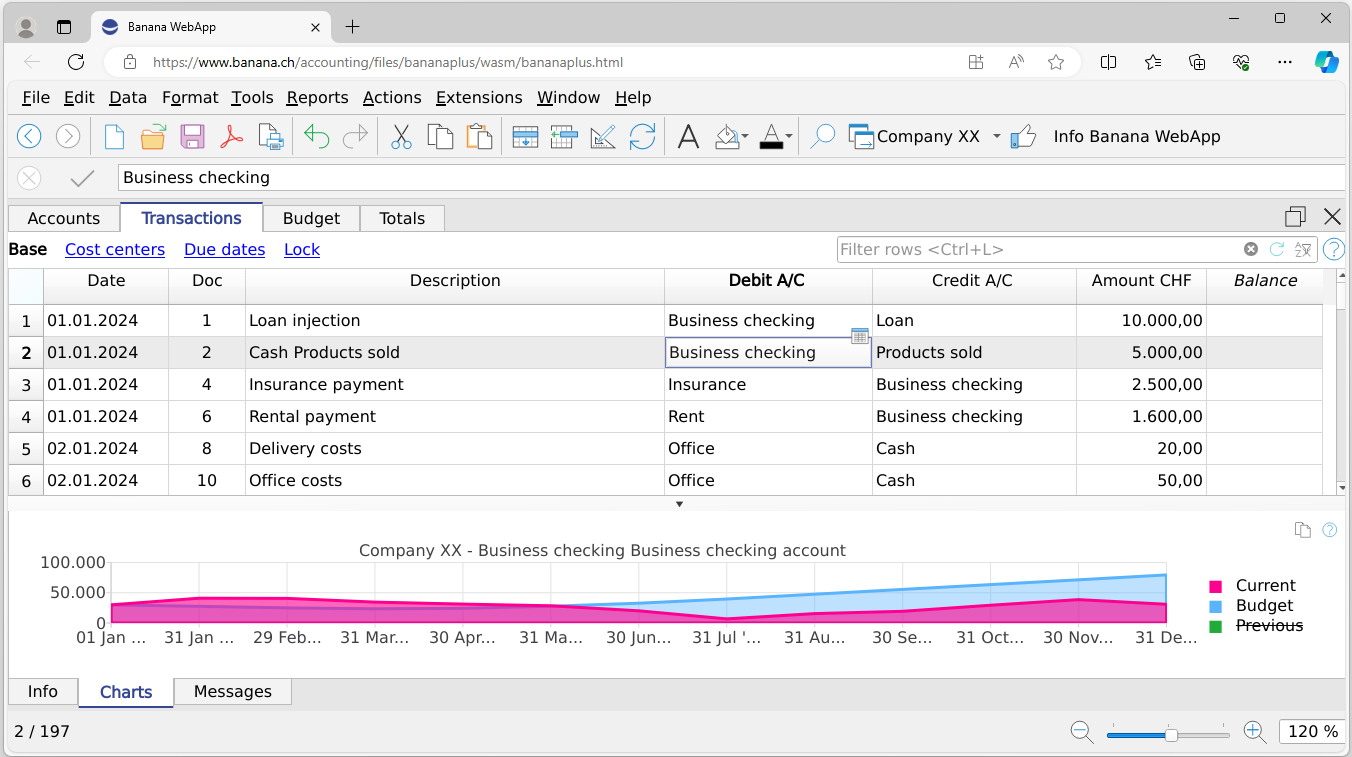 Banana WebApp
https://www.banana.ch/accounting/files/bananaplus/wasm/bananaplus.html
File Edit Data Format Tools Reports Actions Extensions Window Help
Company XX Info Banana WebApp
Business checking
Accounts Transactions Budget Totals
Base Cost centers Due dates Lock Filter rows <Ctrl+L>
Date Doc Description Debit A/C Credit A/C Amount CHF Balance
1 01.01.2024 1 Loan injection Business checking Loan 10.000,00
2 01.01.2024 2 Cash Products sold Business checking Products sold 5.000,00
3 01.01.2024 4 Insurance payment Insurance Business checking 2.500,00
4 01.01.2024 6 Rental payment Rent Business checking 1.600,00
5 02.01.2024 8 Delivery costs Office Cash 20,00
6 02.01.2024 10 Office costs Office Cash 50,00
Company XX - Business checking Business checking account
100.000
50.000
0
01 Jan ... 31 Jan ... 29 Feb... 31 Mar... 30 Apr... 31 Ma... 30 Jun... 31 Jul '... 31 Au... 30 Se... 31 Oct... 30 Nov... 31 De...
Current
Budget
Previous
Info Charts Messages
2 / 197 120 %